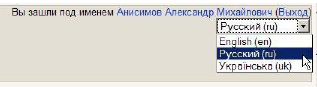 Вы зашли под именем Анисимов Александр Михайлович (Выход)
Русский (ru)
English (en)
Русский (ru)
Українська (uk)